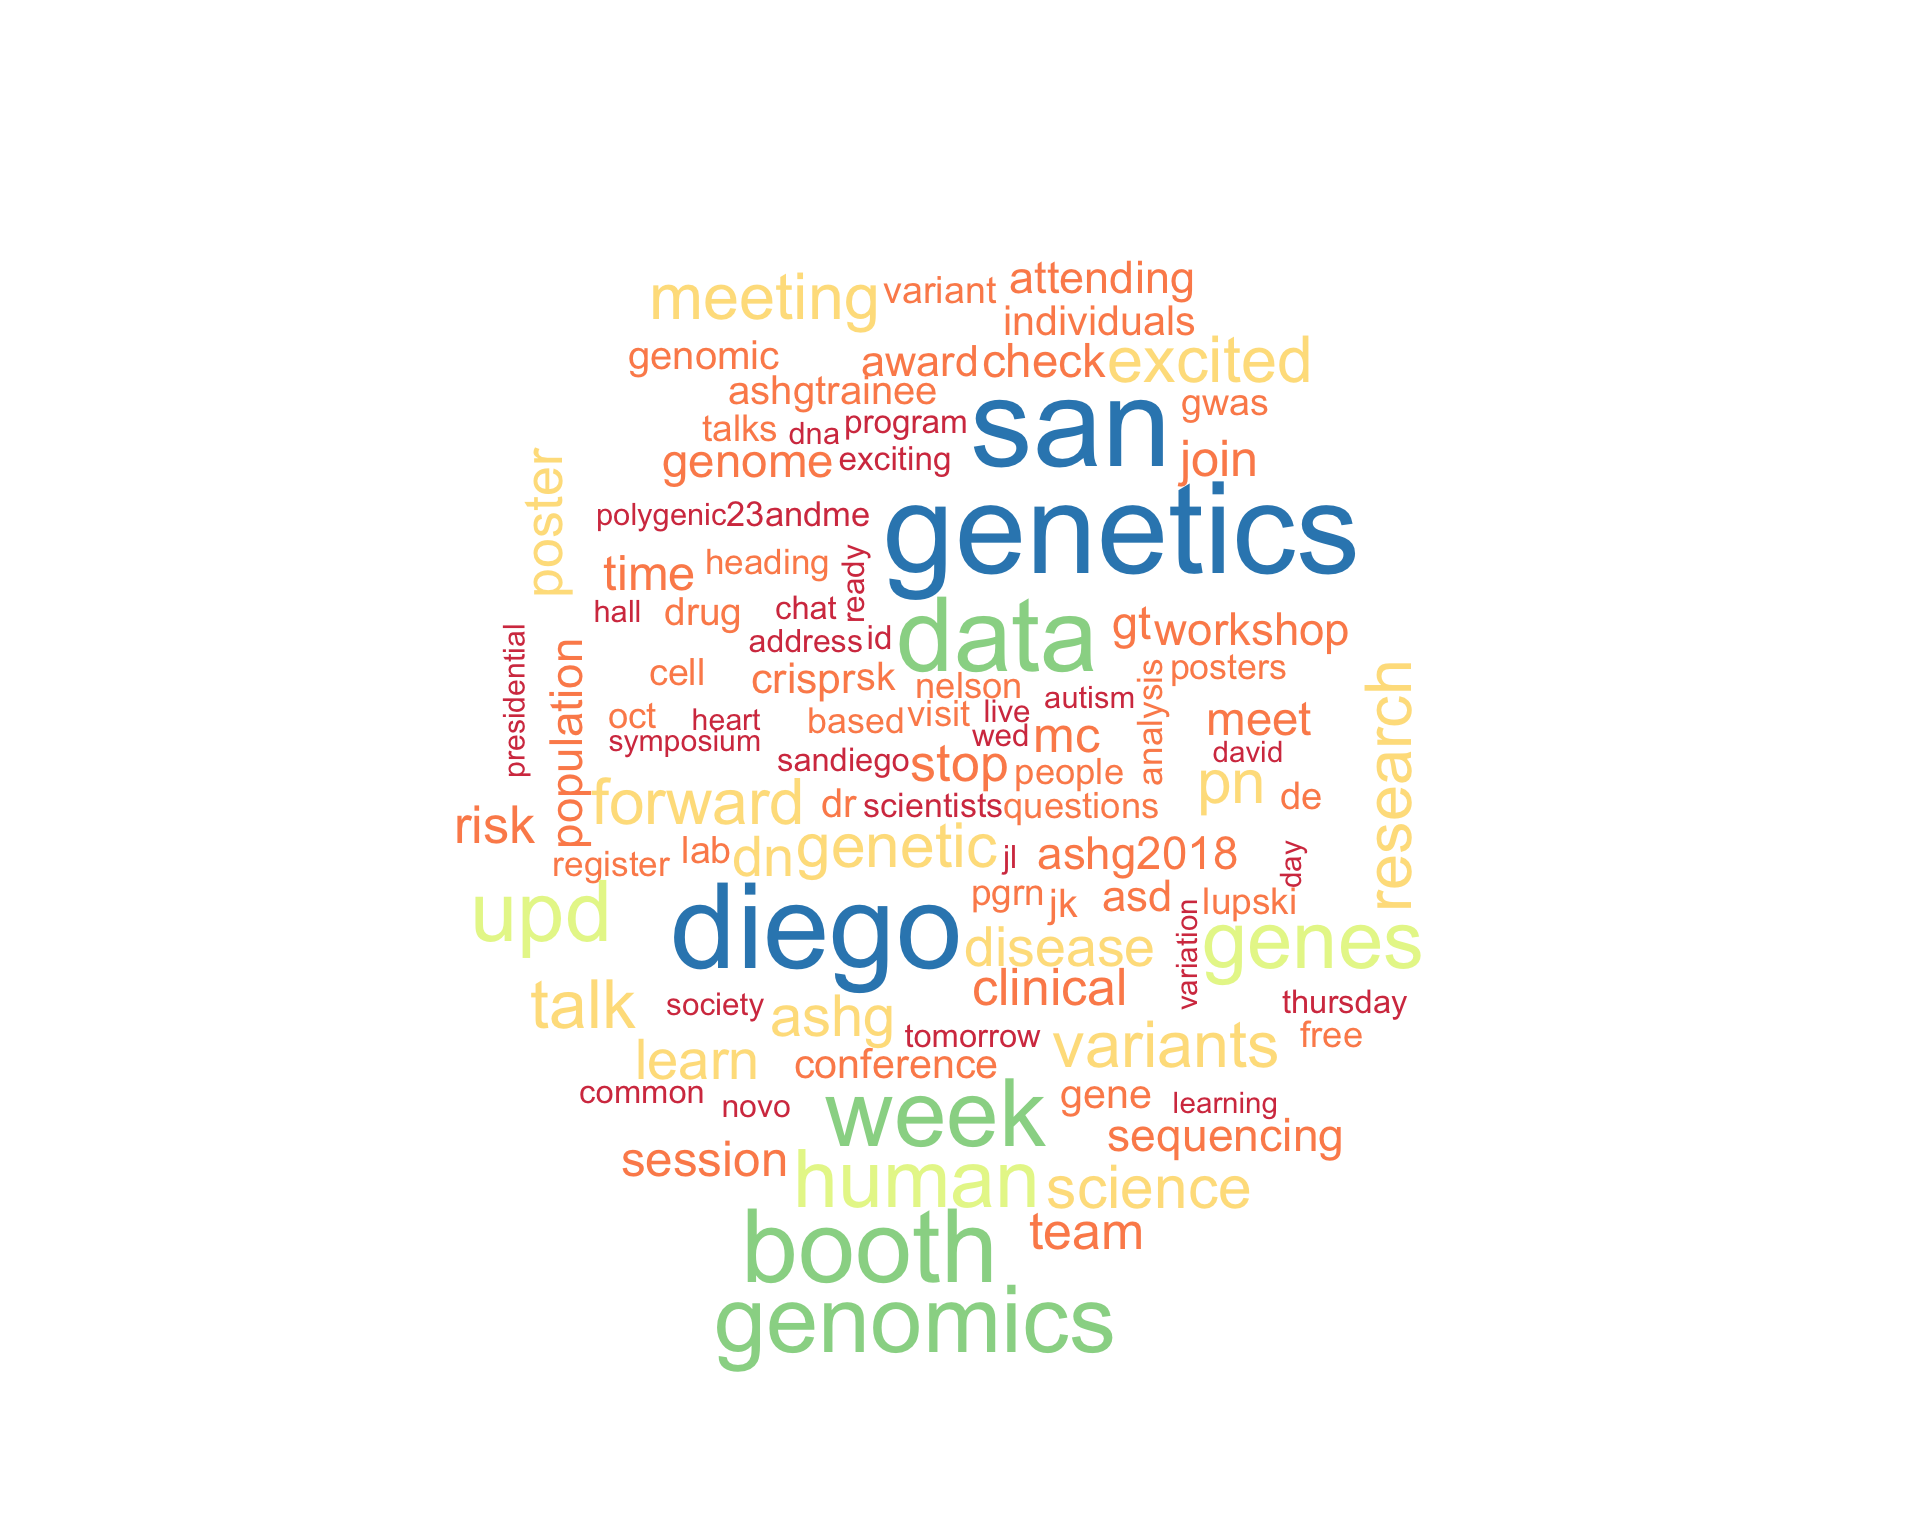 attending
meeting variant
individuals
genomic award check excited
ashgtrainee
san gwas
talks dna program
genome exciting join
poster
polygenic 23andme genetics
time heading ready
hall drug chat data gt workshop
address id
presidential population cell crispr sk nelson autism analysis posters research
oct heart based visit live mc meet
symposium wed david
sandiego stop people pn
forward dr scientists questions de
risk
register lab dn genetic jl ashg2018 day
upd diego pgrn jk asd lupski
disease variation genes
clinical
talk society ashg thursday
learn tomorrow variants free
conference
common novo week gene learning
session sequencing
human science
booth team
genomics